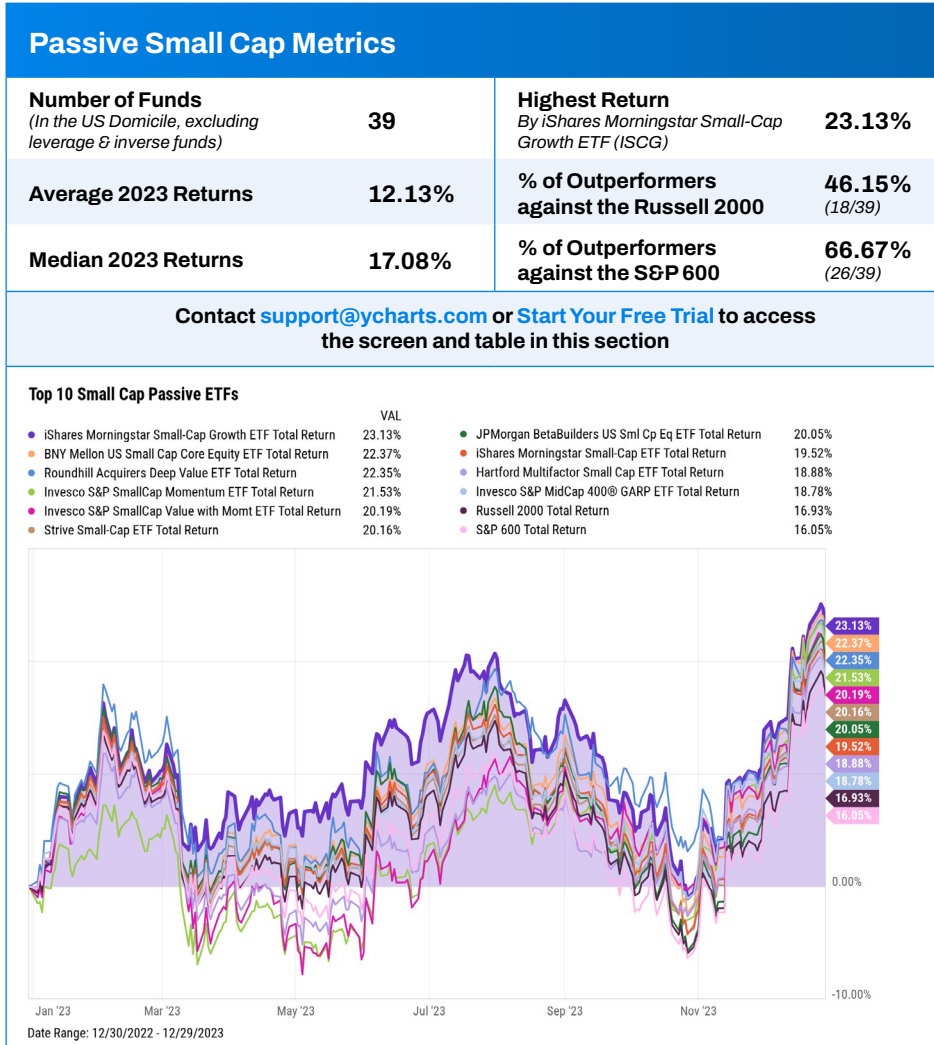 Passive Small Cap Metrics
Number of Funds
(In the US Domicile, excluding
leverage & inverse funds)
39
Highest Return
By iShares Morningstar Small-Cap
Growth ETF (ISCG)
23.13%
Average 2023 Returns
12.13%
% of Outperformers
against the Russell 2000
46.15%
(18/39)
Median 2023 Returns
17.08%
% of Outperformers
against the S&P 600
66.67%
(26/39)
Contact support@ycharts.com or Start Your Free Trial to access
the screen and table in this section
Top 10 Small Cap Passive ETFs
VAL
iShares Morningstar Small-Cap Growth ETF Total Return 23.13%
BNY Mellon US Small Cap Core Equity ETF Total Return 22.37%
Roundhill Acquirers Deep Value ETF Total Return 22.35%
Invesco S&P SmallCap Momentum ETF Total Return 21.53%
Invesco S&P SmallCap Value with Momt ETF Total Return 20.19%
Strive Small-Cap ETF Total Return 20.16%
JPMorgan BetaBuilders US Sml Cp Eq ETF Total Return 20.05%
iShares Morningstar Small-Cap ETF Total Return 19.52%
Hartford Multifactor Small Cap ETF Total Return 18.88%
Invesco S&P MidCap 400® GARP ETF Total Return 18.78%
Russell 2000 Total Return 16.93%
S&P 600 Total Return 16.05%
23.13%
22.37%
22.35%
21.53%
20.19%
20.16%
20.05%
19.52%
18.88%
18.78%
16.93%
16.05%
0.00%
-10.00%
Jan '23 Mar '23 May '23 Jul '23 Sep '23 Nov '23
Date Range: 12/30/2022 - 12/29/2023